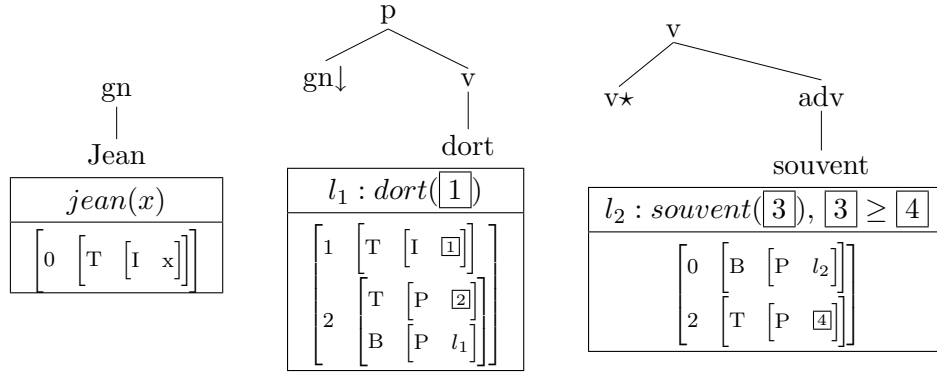 gn
Jean
jean(x)
[0 [T [I x]]]
p
gn↓ v
dort
l₁ : dort(1)
[1 [T [I 1]]
2 [T [P 2]
B [P l₁]]]
v
v⋆ adv
souvent
l₂ : souvent(3), 3 ≥ 4
[0 [B [P l₂]]
2 [T [P 4]]]